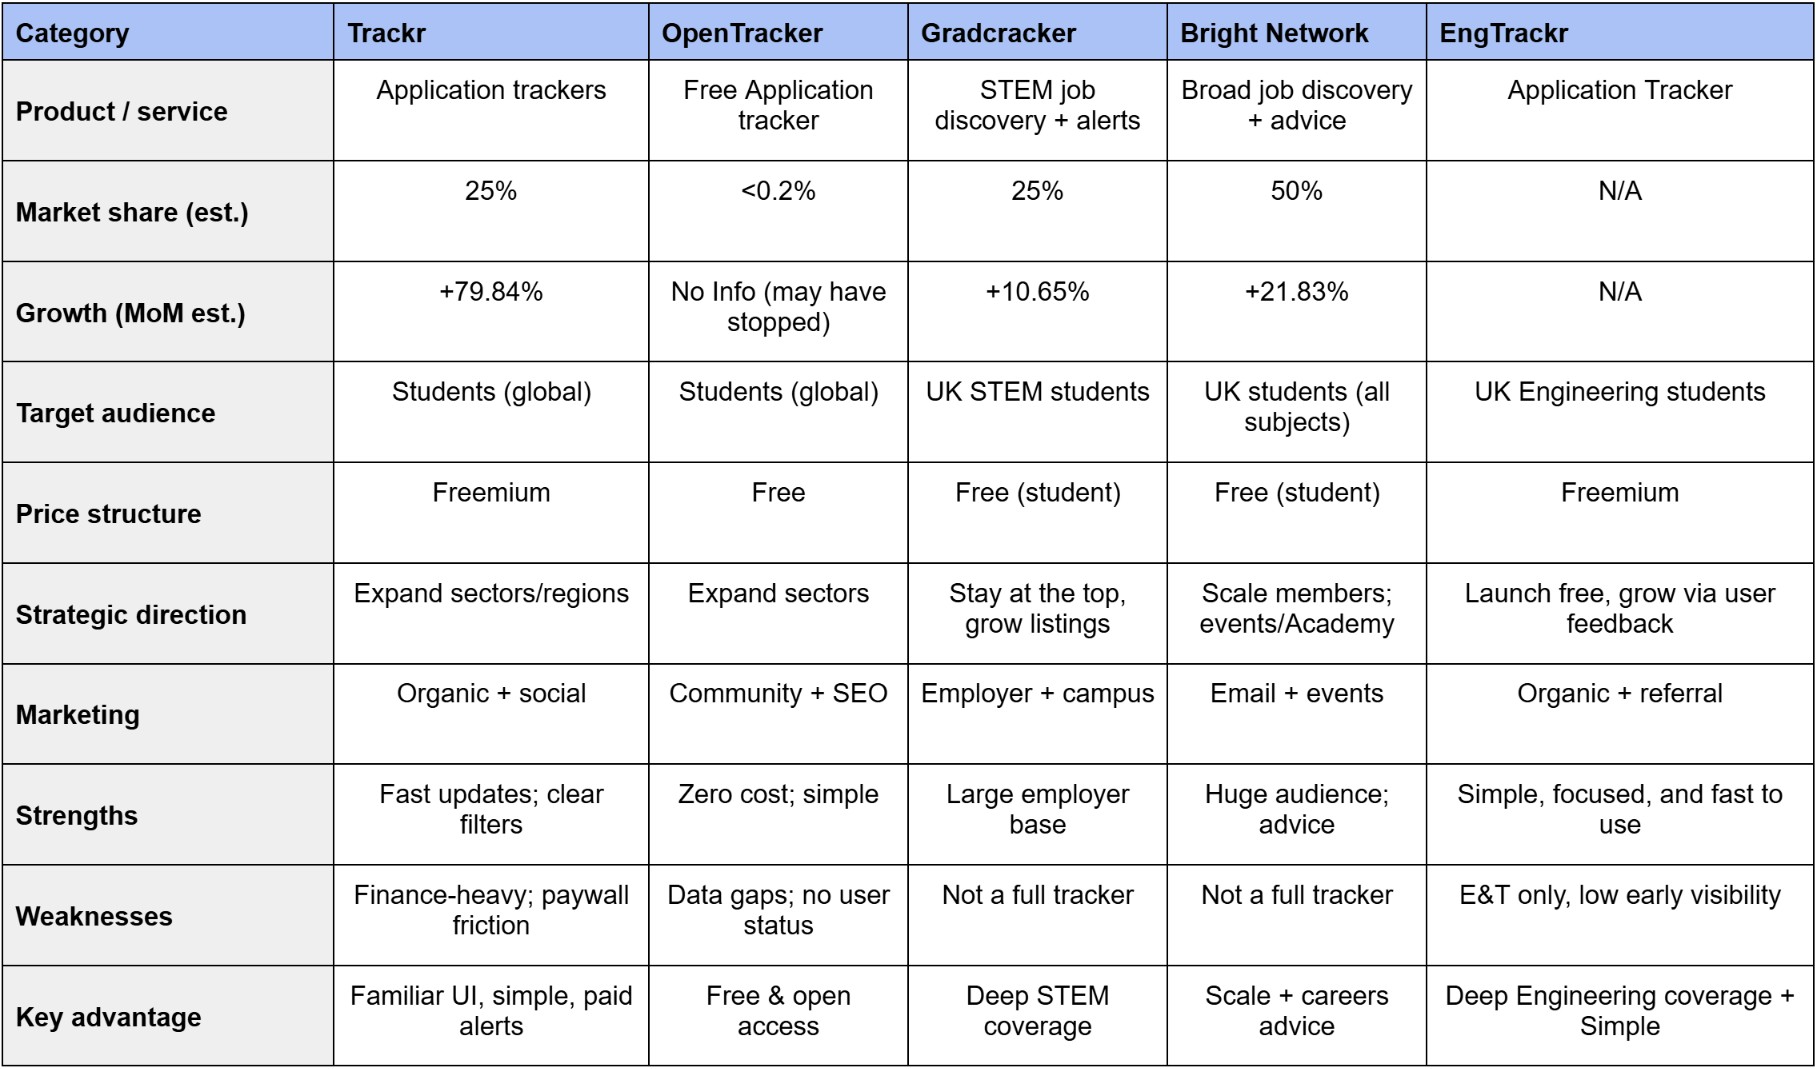 Category Trackr OpenTracker Gradcracker Bright Network EngTrackr
Product / service
Application trackers
Free Application
tracker
STEM job
discovery + alerts
Broad job discovery
+ advice
Application Tracker
Market share (est.)
25%
<0.2%
25%
50%
N/A
Growth (MoM est.)
+79.84%
No Info (may have
stopped)
+10.65%
+21.83%
N/A
Target audience
Students (global)
Students (global)
UK STEM students
UK students (all
subjects)
UK Engineering students
Price structure
Freemium
Free
Free (student)
Free (student)
Freemium
Strategic direction
Expand sectors/regions
Expand sectors
Stay at the top,
grow listings
Scale members;
events/Academy
Launch free, grow via user
feedback
Marketing
Organic + social
Community + SEO
Employer + campus
Email + events
Organic + referral
Strengths
Fast updates; clear
filters
Zero cost; simple
Large employer
base
Huge audience;
advice
Simple, focused, and fast to
use
Weaknesses
Finance-heavy; paywall
friction
Data gaps; no user
status
Not a full tracker
Not a full tracker
E&T only, low early visibility
Key advantage
Familiar UI, simple, paid
alerts
Free & open
access
Deep STEM
coverage
Scale + careers
advice
Deep Engineering coverage +
Simple